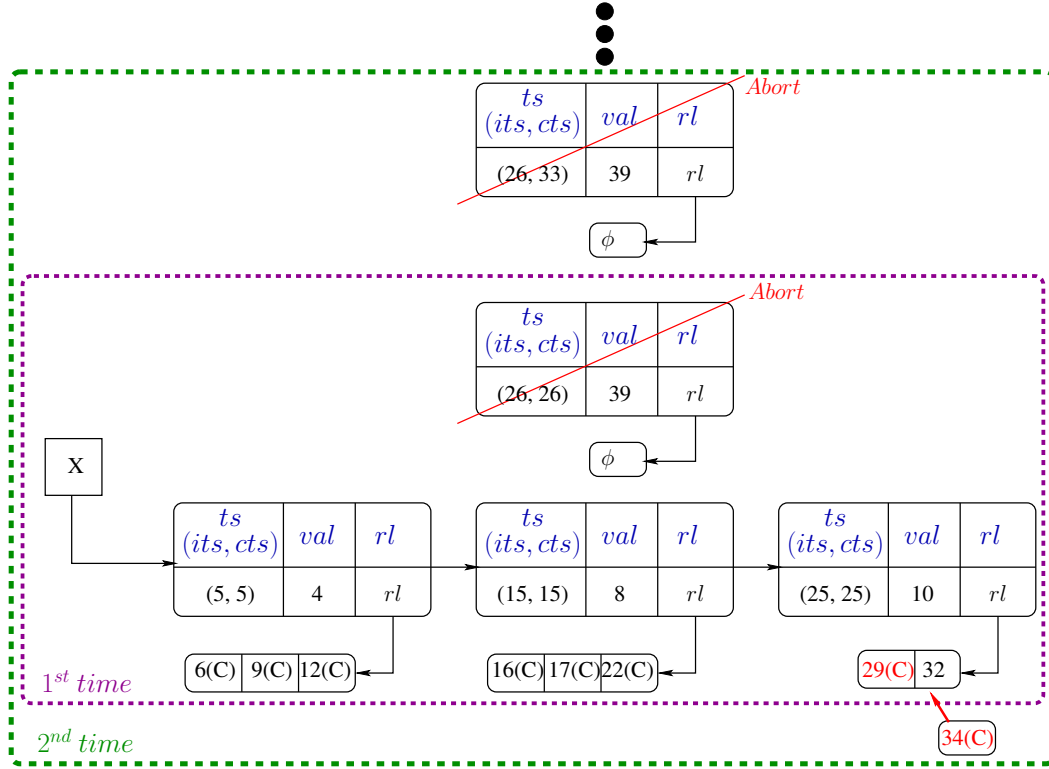 Abort
ts
(its, cts) val rl
(26, 33) 39 rl
ϕ
Abort
ts
(its, cts) val rl
(26, 26) 39 rl
ϕ
X
ts
(its, cts) val rl
(5, 5) 4 rl
6(C) 9(C) 12(C)
ts
(its, cts) val rl
(15, 15) 8 rl
16(C) 17(C) 22(C)
ts
(its, cts) val rl
(25, 25) 10 rl
29(C) 32
1st time
34(C)
2nd time